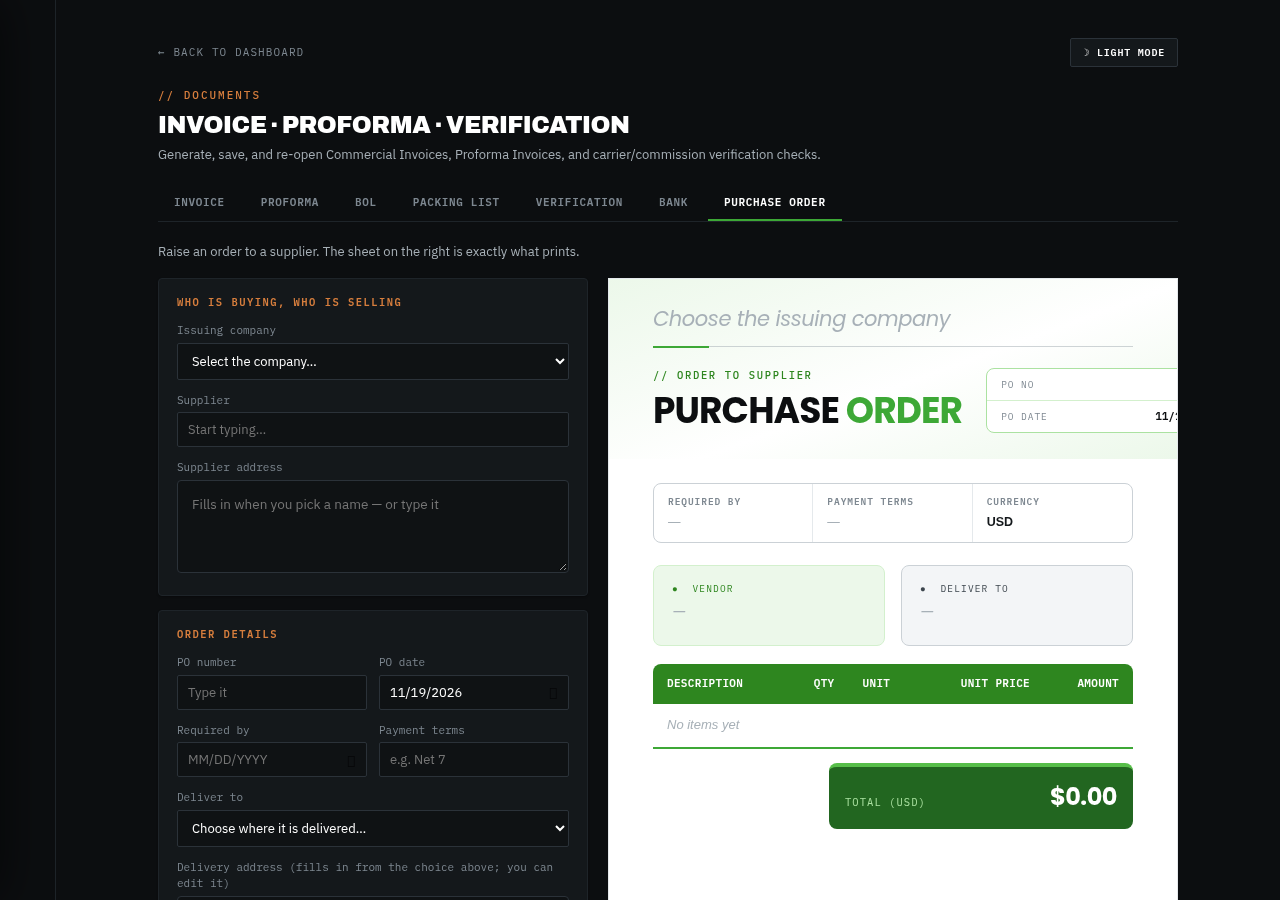 ← BACK TO DASHBOARD
☽ LIGHT MODE
// DOCUMENTS
INVOICE · PROFORMA · VERIFICATION
Generate, save, and re-open Commercial Invoices, Proforma Invoices, and carrier/commission verification checks.
INVOICE PROFORMA BOL PACKING LIST VERIFICATION BANK PURCHASE ORDER
Raise an order to a supplier. The sheet on the right is exactly what prints.
WHO IS BUYING, WHO IS SELLING
Issuing company
Select the company...
Supplier
Start typing...
Supplier address
Fills in when you pick a name — or type it
ORDER DETAILS
PO number PO date
Type it 11/19/2026
Required by Payment terms
MM/DD/YYYY e.g. Net 7
Deliver to
Choose where it is delivered...
Delivery address (fills in from the choice above; you can
edit it)
Choose the issuing company
// ORDER TO SUPPLIER
PURCHASE ORDER
PO NO
PO DATE 11/
REQUIRED BY PAYMENT TERMS CURRENCY
— — USD
• VENDOR • DELIVER TO
— —
DESCRIPTION QTY UNIT UNIT PRICE AMOUNT
No items yet
TOTAL (USD) $0.00